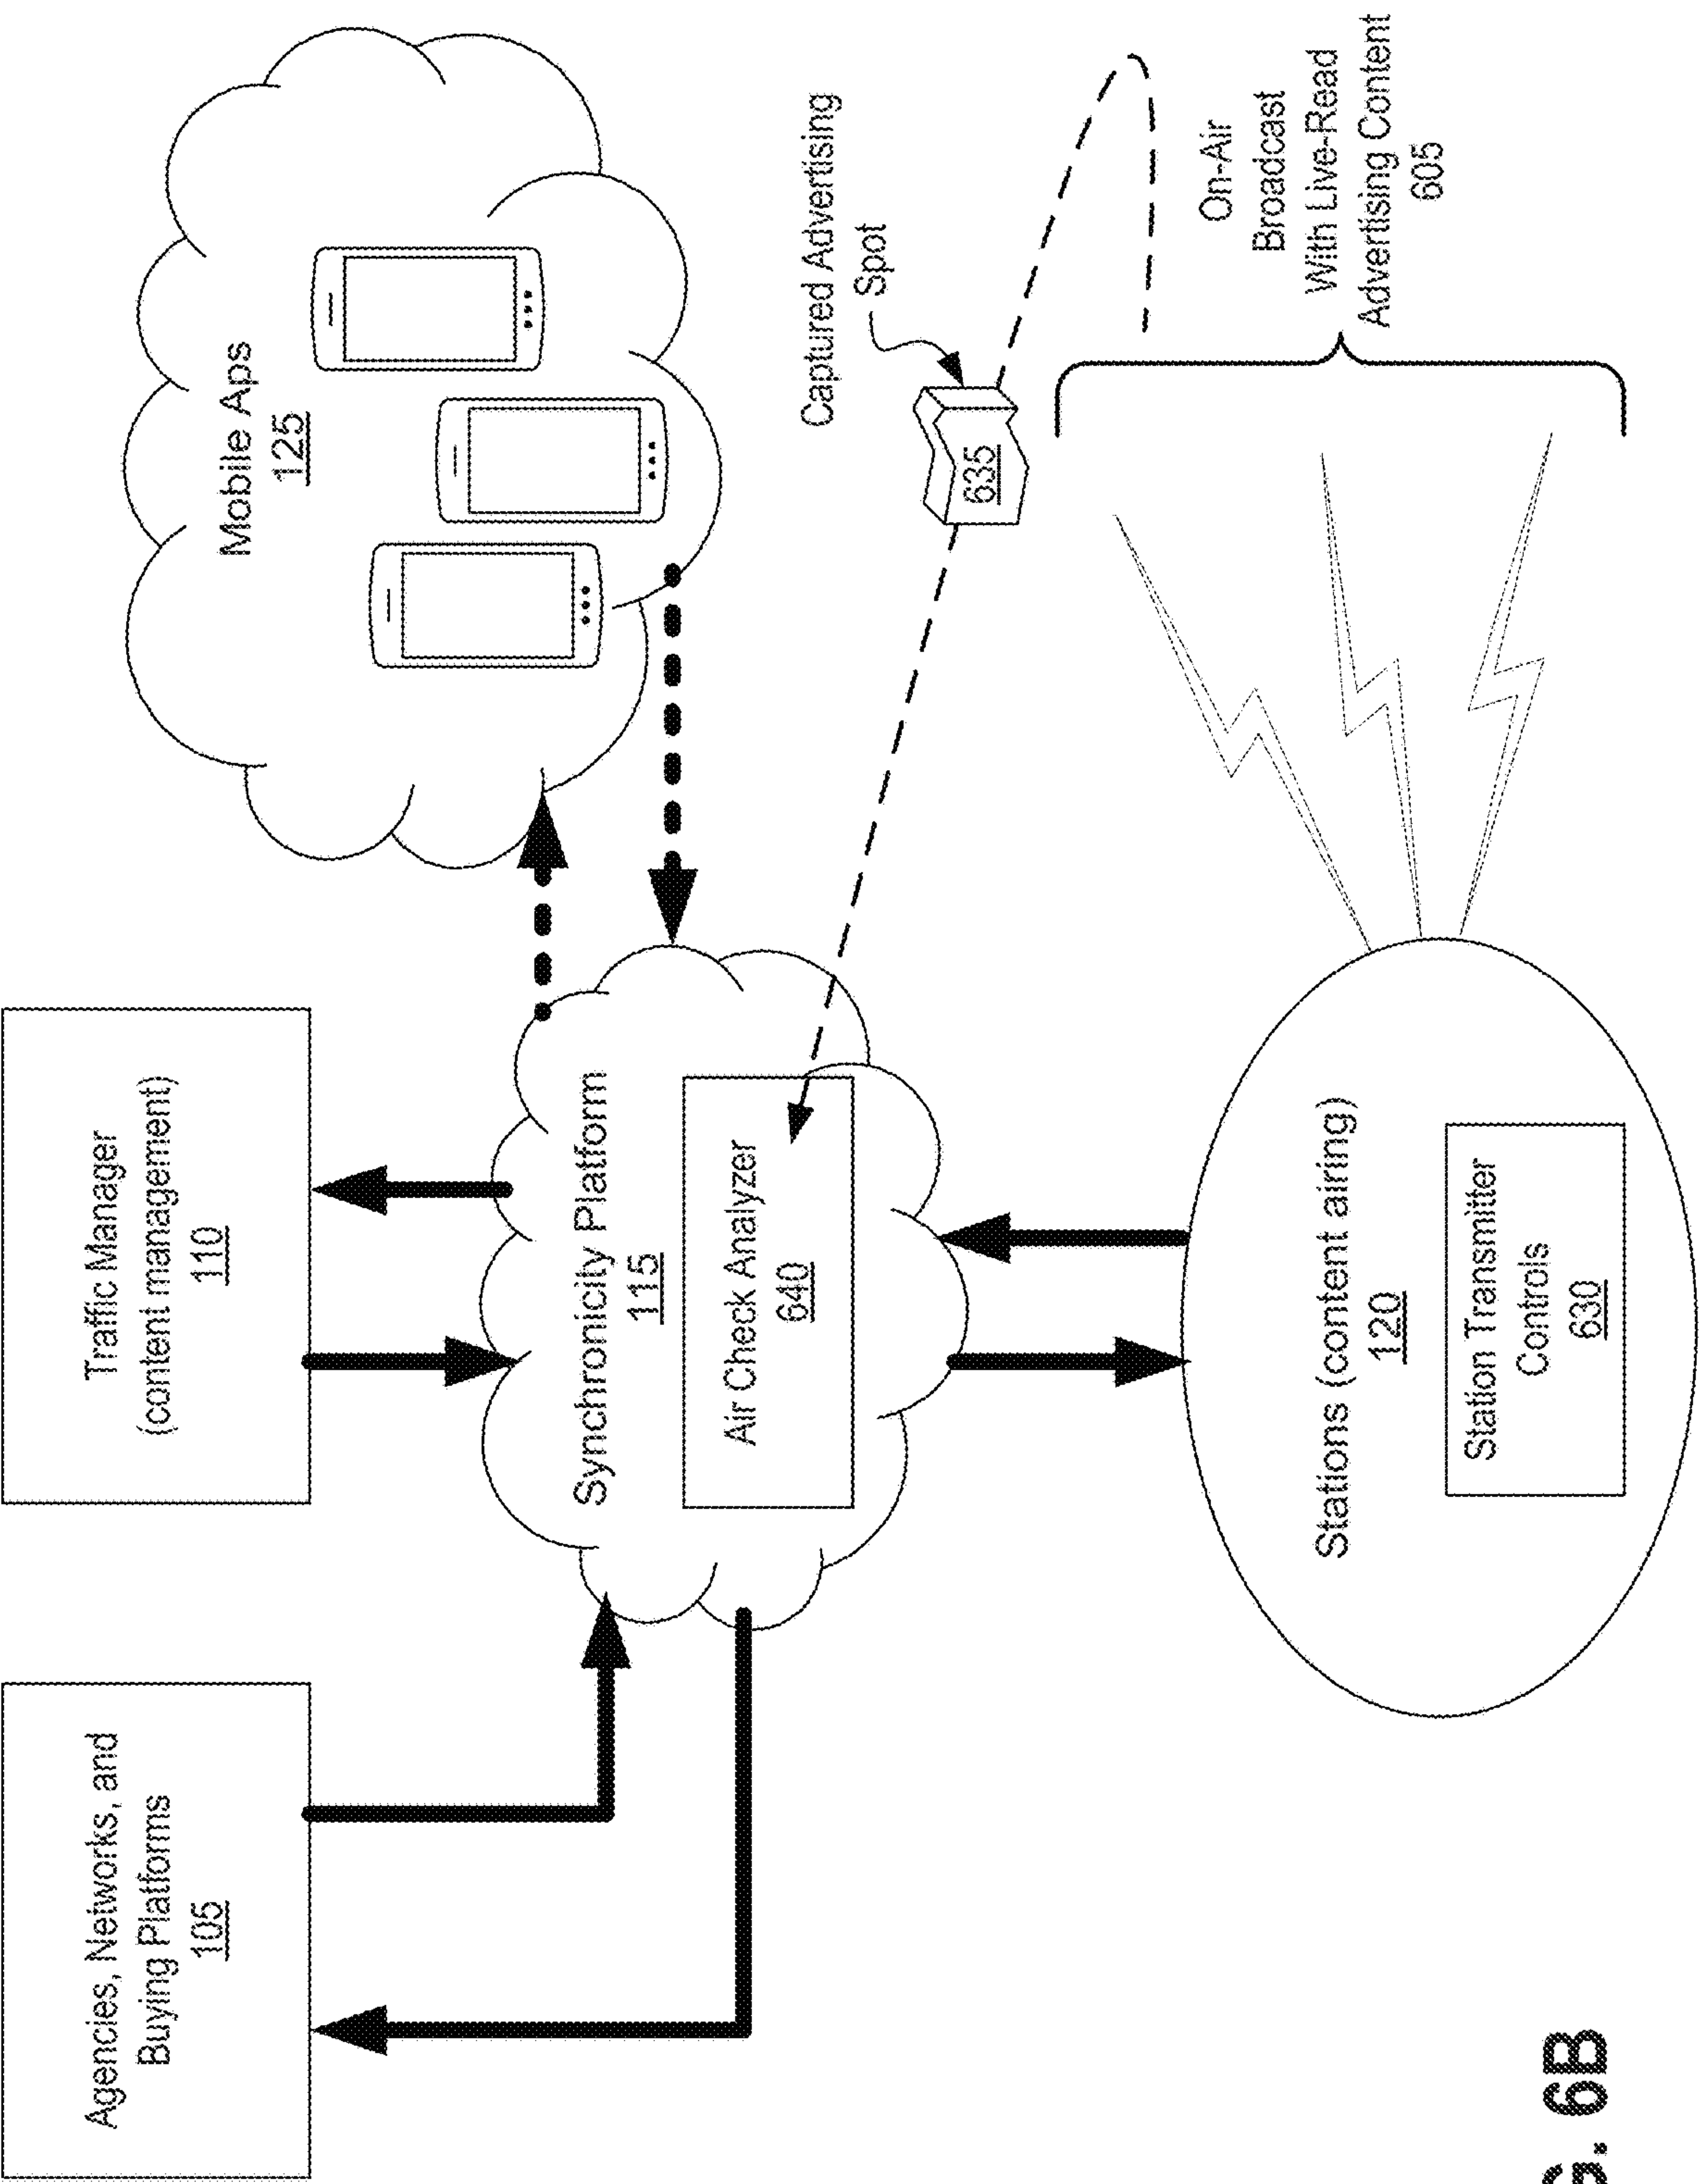 Agencies, Networks, and
Buying Platforms
105
Traffic Manager
(content management)
110
Mobile Aps
125
Synchronicity Platform
115
Air Check Analyzer
640
Captured Advertising
Spot
635
On-Air
Broadcast
With Live-Read
Advertising Content
605
Stations (content airing)
120
Station Transmitter
Controls
630
G. 6B